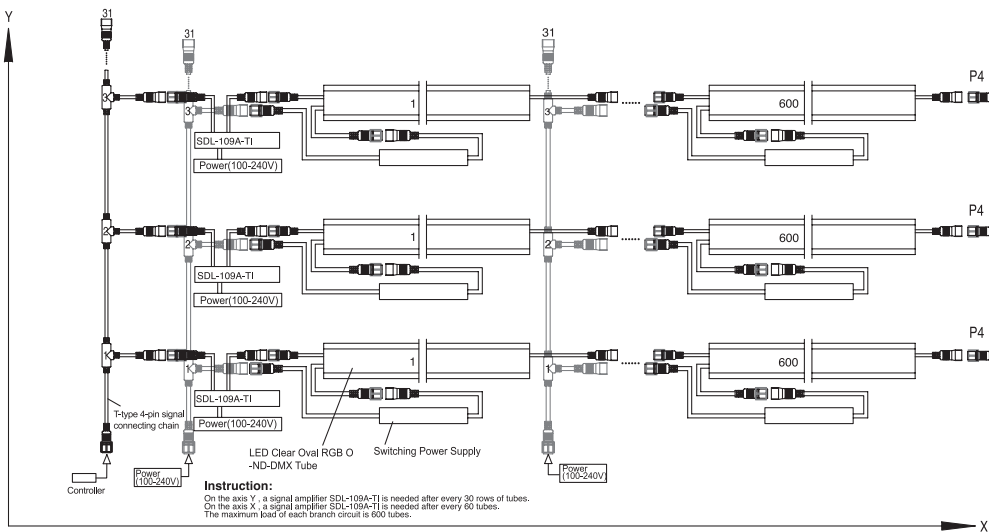 Y
31
31
31
P4
3
3
1
3
600
SDL-109A-TI
Power(100-240V)
P4
2
2
1
2
600
SDL-109A-TI
Power(100-240V)
P4
1
1
1
1
600
SDL-109A-TI
Power(100-240V)
T-type 4-pin signal
connecting chain
LED Clear Oval RGB O
-ND-DMX Tube
Switching Power Supply
Controller
Power
(100-240V)
Power
(100-240V)
Instruction:
On the axis Y , a signal amplifier SDL-109A-TI is needed after every 30 rows of tubes.
On the axis X , a signal amplifier SDL-109A-TI is needed after every 60 tubes.
The maximum load of each branch circuit is 600 tubes.
X